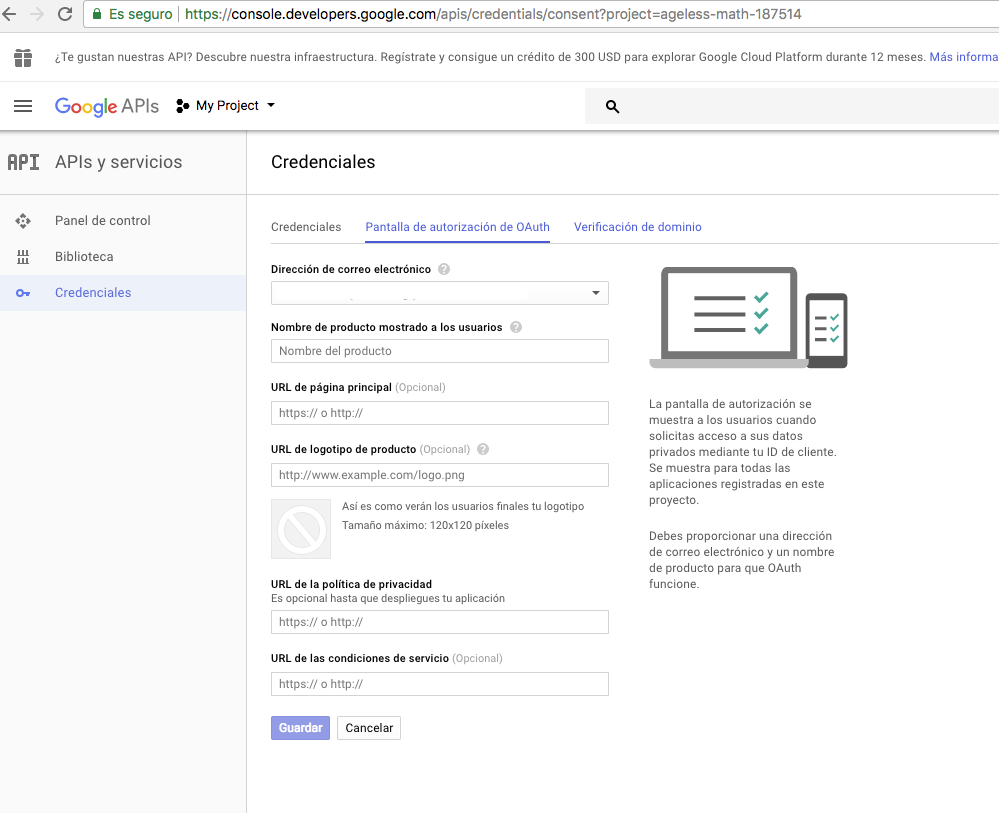 Es seguro
https://console.developers.google.com/apis/credentials/consent?project=ageless-math-187514
¿Te gustan nuestras API? Descubre nuestra infraestructura. Regístrate y consigue un crédito de 300 USD para explorar Google Cloud Platform durante 12 meses. Más informa
Google APIs
My Project
API
APIs y servicios
Panel de control
Biblioteca
Credenciales
Credenciales
Credenciales
Pantalla de autorización de OAuth
Verificación de dominio
Dirección de correo electrónico ?
Nombre de producto mostrado a los usuarios ?
Nombre del producto
URL de página principal (Opcional)
https:// o http://
URL de logotipo de producto (Opcional) ?
http://www.example.com/logo.png
Así es como verán los usuarios finales tu logotipo
Tamaño máximo: 120x120 píxeles
URL de la política de privacidad
Es opcional hasta que despliegues tu aplicación
https:// o http://
URL de las condiciones de servicio (Opcional)
https:// o http://
Guardar
Cancelar
La pantalla de autorización se
muestra a los usuarios cuando
solicitas acceso a sus datos
privados mediante tu ID de cliente.
Se muestra para todas las
aplicaciones registradas en este
proyecto.
Debes proporcionar una dirección
de correo electrónico y un nombre
de producto para que OAuth
funcione.